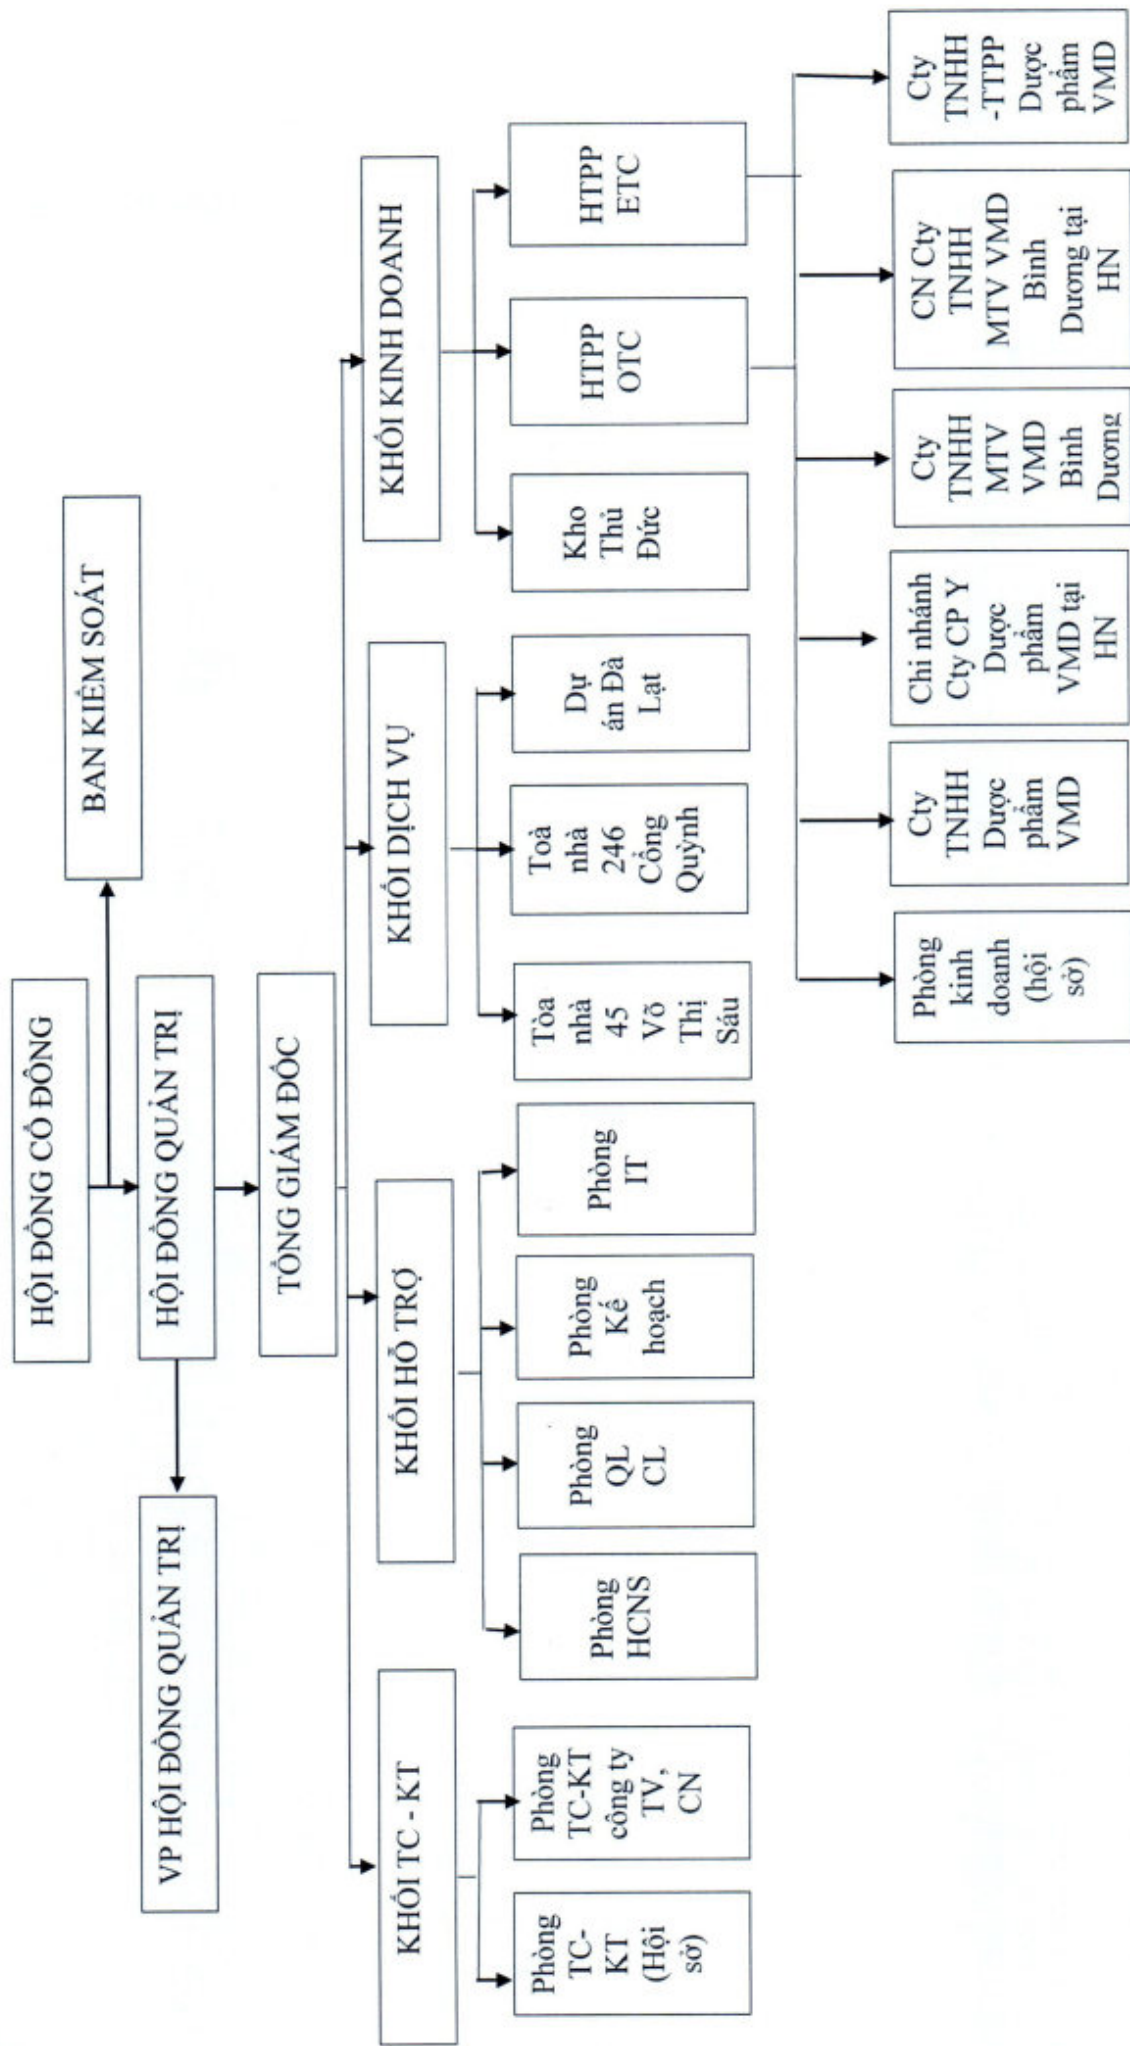 HỘI ĐỒNG CỔ ĐÔNG
BAN KIỂM SOÁT
VP HỘI ĐỒNG QUẢN TRỊ
HỘI ĐỒNG QUẢN TRỊ
TỔNG GIÁM ĐỐC
KHỐI TC - KT
KHỐI HỖ TRỢ
KHỐI DỊCH VỤ
KHỐI KINH DOANH
Phòng
TC-
KT
(Hội
sở)
Phòng
TC-KT
công ty
TV,
CN
Phòng
HCNS
Phòng
QL
CL
Phòng
Kế
hoạch
Phòng
IT
Tòa
nhà
45
Võ
Thị
Sáu
Toà
nhà
246
Cống
Quỳnh
Dự
án Đà
Lạt
Kho
Thủ
Đức
HTPP
OTC
HTPP
ETC
Phòng
kinh
doanh
(hội
sở)
Cty
TNHH
Dược
phẩm
VMD
Chi nhánh
Cty CP Y
Dược
phẩm
VMD tại
HN
Cty
TNHH
MTV
VMD
Bình
Dương
CN Cty
TNHH
MTV VMD
Bình
Dương tại
HN
Cty
TNHH
-TTPP
Dược
phẩm
VMD